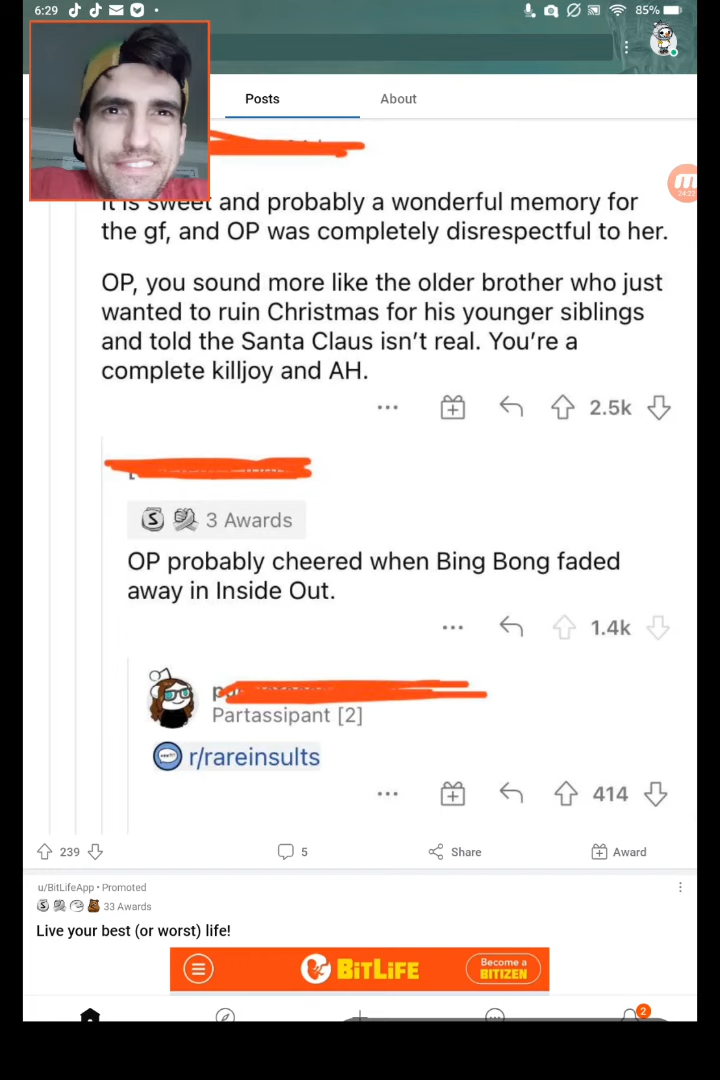 6:29
85%
Posts
About
24:22
It is sweet and probably a wonderful memory for
the gf, and OP was completely disrespectful to her.
OP, you sound more like the older brother who just
wanted to ruin Christmas for his younger siblings
and told the Santa Claus isn't real. You're a
complete killjoy and AH.
2.5k
3 Awards
OP probably cheered when Bing Bong faded
away in Inside Out.
1.4k
Partassipant [2]
r/rareinsults
414
239
5
Share
Award
u/BitLifeApp • Promoted
33 Awards
Live your best (or worst) life!
BitLife
Become a
BITIZEN
2